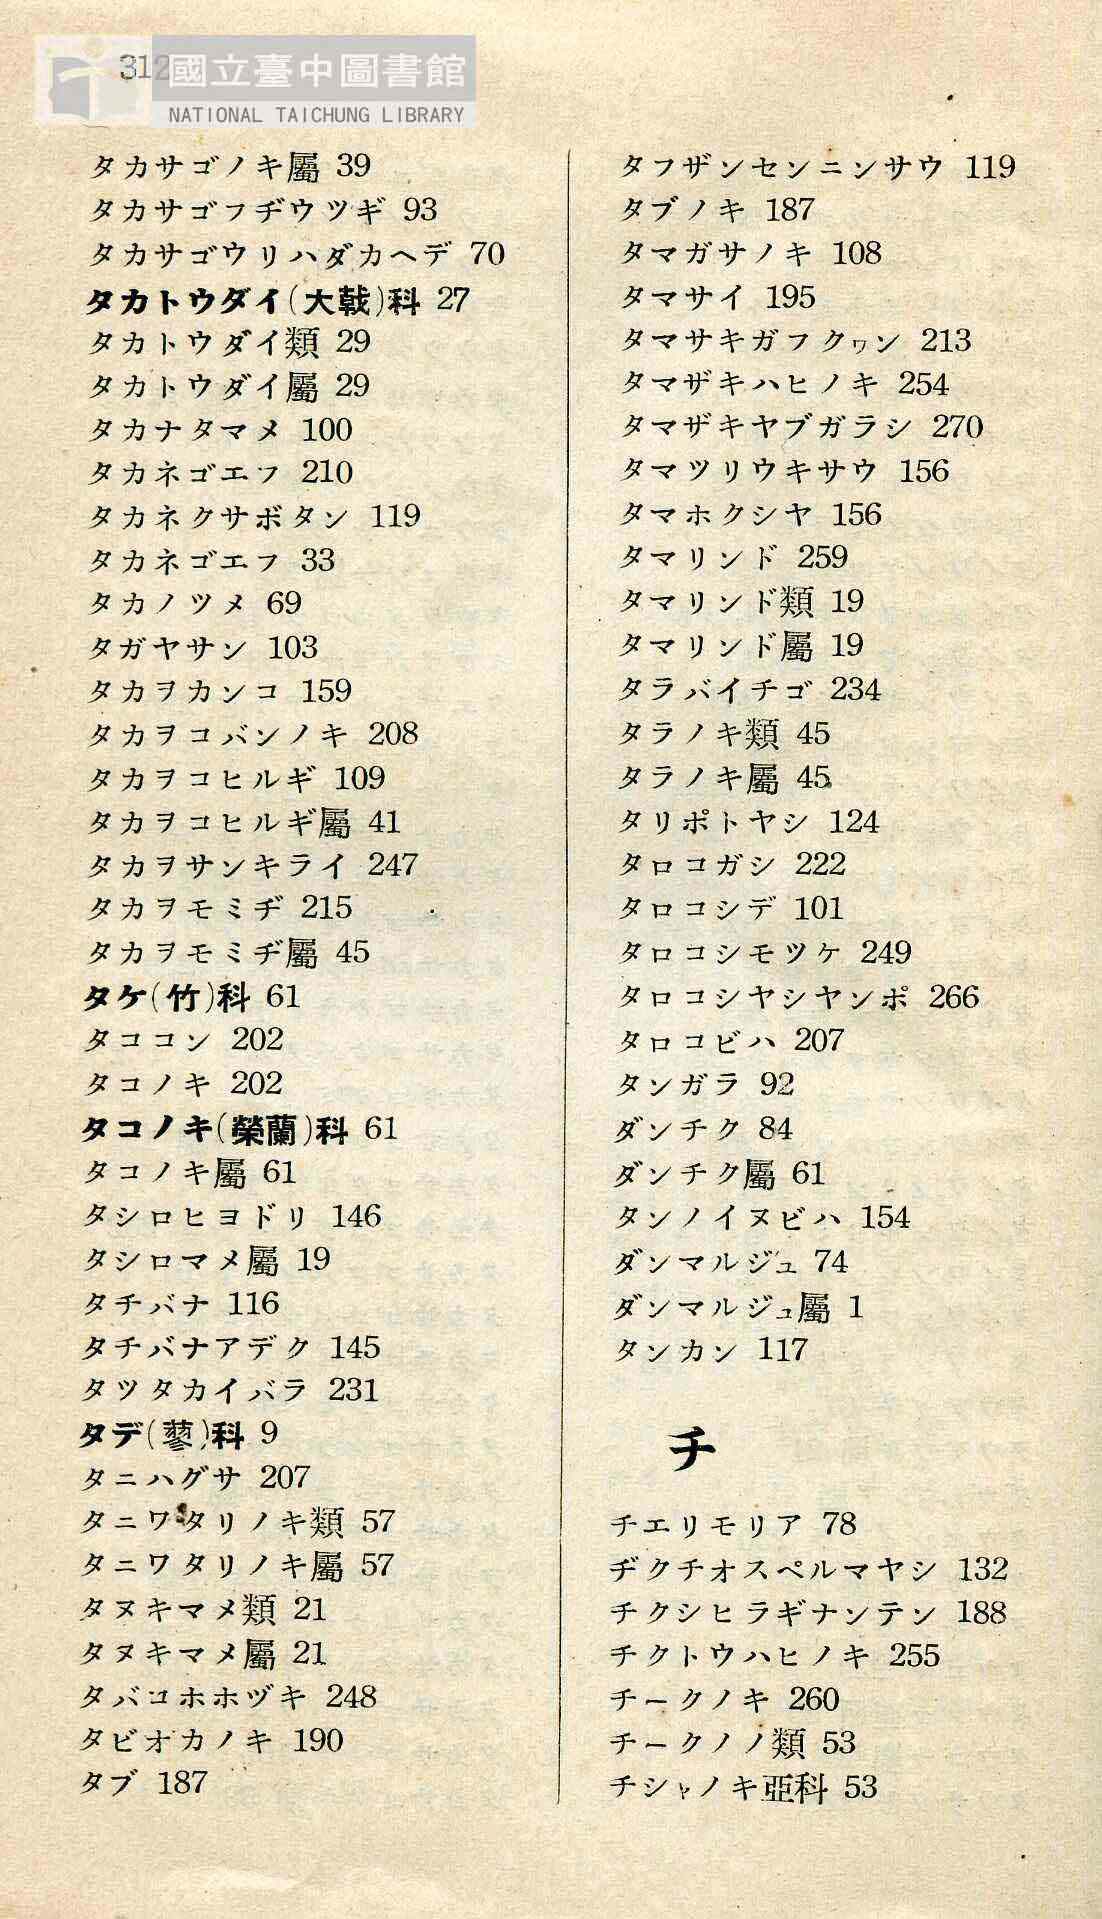 312
國立臺中圖書館
NATIONAL TAICHUNG LIBRARY
タカサゴノキ屬 39
タカサゴフヂウツギ 93
タカサゴウリハダカヘデ 70
タカトウダイ(大戟)科 27
タカトウダイ類 29
タカトウダイ屬 29
タカナタマメ 100
タカネゴエフ 210
タカネクサボタン 119
タカネゴエフ 33
タカノツメ 69
タガヤサン 103
タカヲカンコ 159
タカヲコバンノキ 208
タカヲコヒルギ 109
タカヲコヒルギ屬 41
タカヲサンキライ 247
タカヲモミヂ 215
タカヲモミヂ屬 45
タケ(竹)科 61
タココン 202
タコノキ 202
タコノキ(榮蘭)科 61
タコノキ屬 61
タシロヒヨドリ 146
タシロマメ屬 19
タチバナ 116
タチバナアデク 145
タツタカイバラ 231
タデ(蓼)科 9
タニハグサ 207
タニワタリノキ類 57
タニワタリノキ屬 57
タヌキマメ類 21
タヌキマメ屬 21
タバコホホヅキ 248
タビオカノキ 190
タブ 187
タフザンセンニンサウ 119
タブノキ 187
タマガサノキ 108
タマサイ 195
タマサキガフクヮン 213
タマザキハヒノキ 254
タマザキヤブガラシ 270
タマツリウキサウ 156
タマホクシヤ 156
タマリンド 259
タマリンド類 19
タマリンド屬 19
タラバイチゴ 234
タラノキ類 45
タラノキ屬 45
タリポトヤシ 124
タロコガシ 222
タロコシデ 101
タロコシモツケ 249
タロコシヤシヤンポ 266
タロコビハ 207
タンガラ 92
ダンチク 84
ダンチク屬 61
タンノイヌビハ 154
ダンマルジュ 74
ダンマルジュ屬 1
タンカン 117
チ
チエリモリア 78
ヂクチオスペルマヤシ 132
チクシヒラギナンテン 188
チクトウハヒノキ 255
チークノキ 260
チークノノ類 53
チシャノキ亞科 53